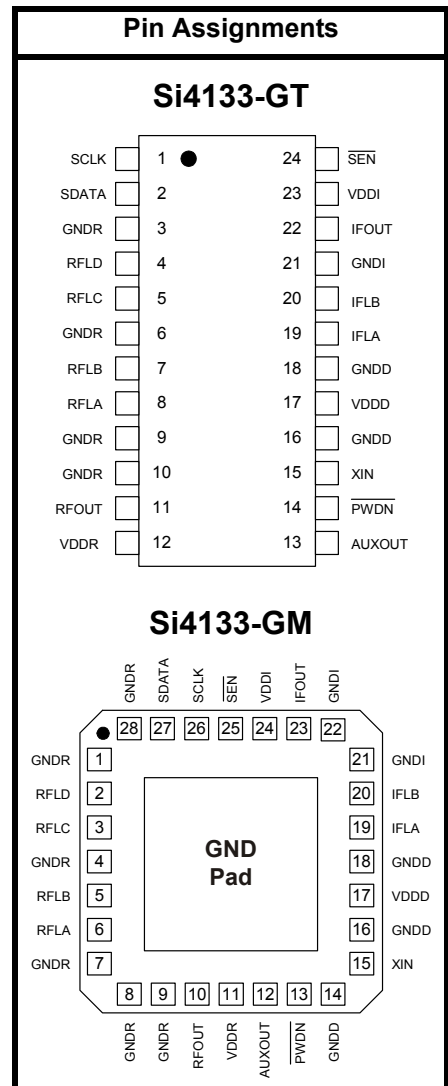 Pin Assignments
Si4133-GT
SCLK 1 24 S̅E̅N̅
SDATA 2 23 VDDI
GNDR 3 22 IFOUT
RFLD 4 21 GNDI
RFLC 5 20 IFLB
GNDR 6 19 IFLA
RFLB 7 18 GNDD
RFLA 8 17 VDDD
GNDR 9 16 GNDD
GNDR 10 15 XIN
RFOUT 11 14 P̅W̅D̅N̅
VDDR 12 13 AUXOUT
Si4133-GM
GNDR SDATA SCLK S̅E̅N̅ VDDI IFOUT GNDI
28 27 26 25 24 23 22
GNDR 1 21 GNDI
RFLD 2 20 IFLB
RFLC 3 19 IFLA
GNDR 4 18 GNDD
RFLB 5 17 VDDD
RFLA 6 16 GNDD
GNDR 7 15 XIN
GND
Pad
8 9 10 11 12 13 14
GNDR GNDR RFOUT VDDR AUXOUT P̅W̅D̅N̅ GNDD